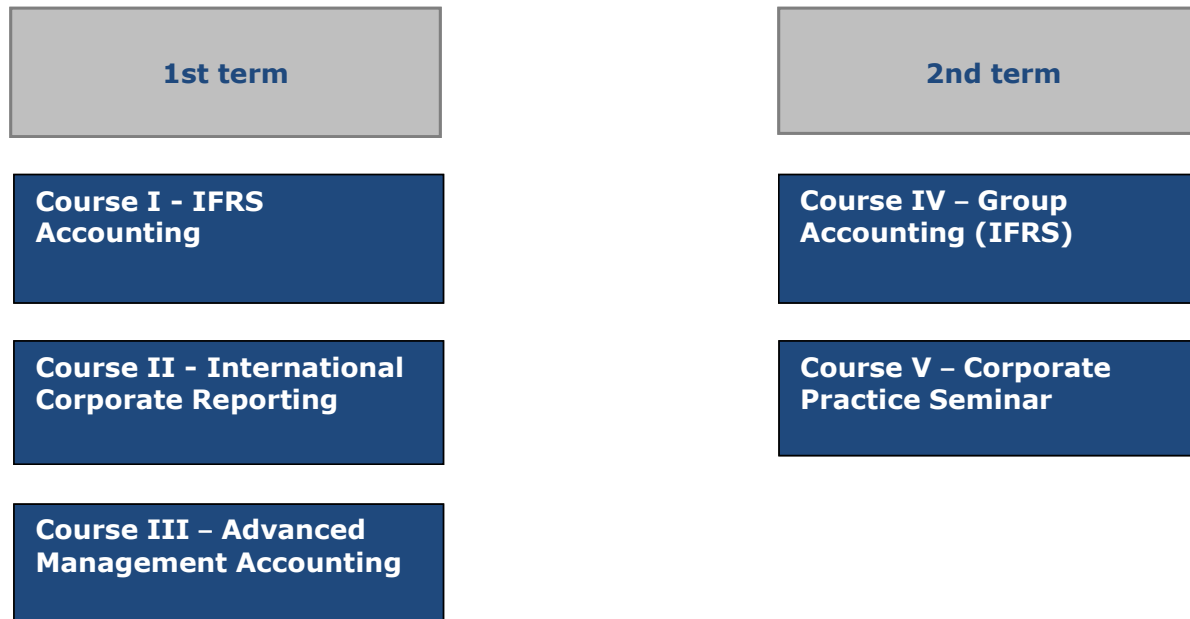 1st term
2nd term
Course I - IFRS
Accounting
Course IV – Group
Accounting (IFRS)
Course II - International
Corporate Reporting
Course V – Corporate
Practice Seminar
Course III – Advanced
Management Accounting